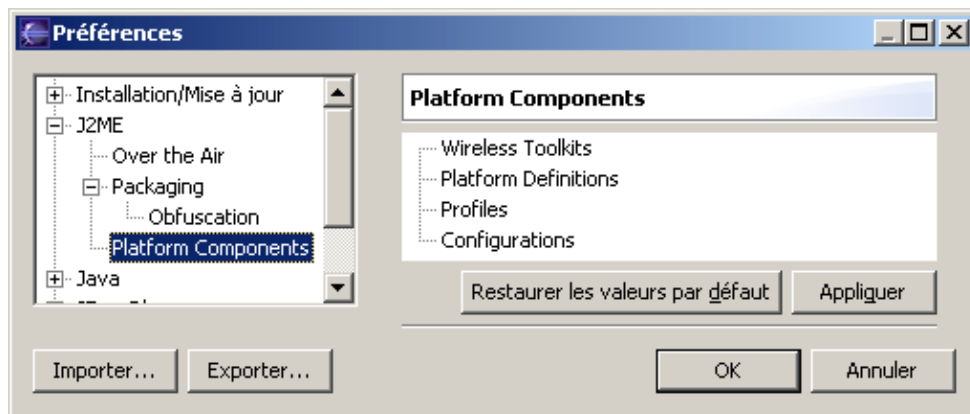 Préférences
Installation/Mise à jour
J2ME
Over the Air
Packaging
Obfuscation
Platform Components
Java
Platform Components
Wireless Toolkits
Platform Definitions
Profiles
Configurations
Restaurer les valeurs par défaut
Appliquer
Importer...
Exporter...
OK
Annuler